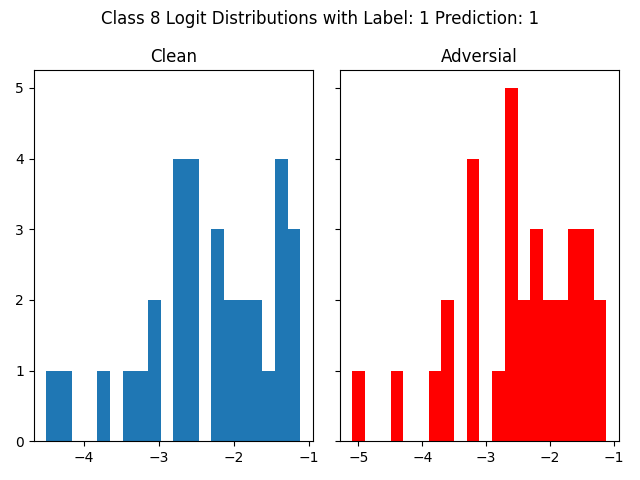 Class 8 Logit Distributions with Label: 1 Prediction: 1
Clean
Adversial
5
4
3
2
1
0
−4 −3 −2 −1
−5 −4 −3 −2 −1